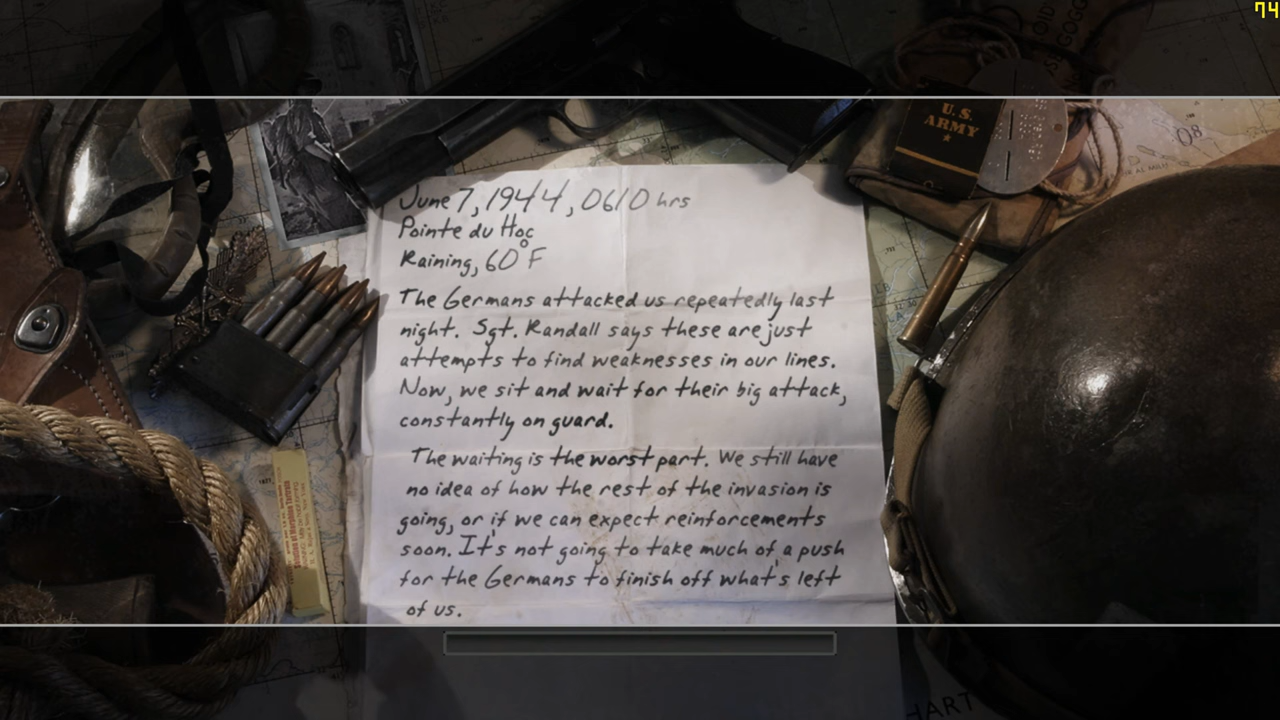 74
U.S.
ARMY
June 7, 1944, 0610 hrs
Pointe du Hoc
Raining, 60°F
The Germans attacked us repeatedly last
night. Sgt. Randall says these are just
attempts to find weaknesses in our lines.
Now, we sit and wait for their big attack,
constantly on guard.
The waiting is the worst part. We still have
no idea of how the rest of the invasion is
going, or if we can expect reinforcements
soon. It's not going to take much of a push
for the Germans to finish off what's left
of us.